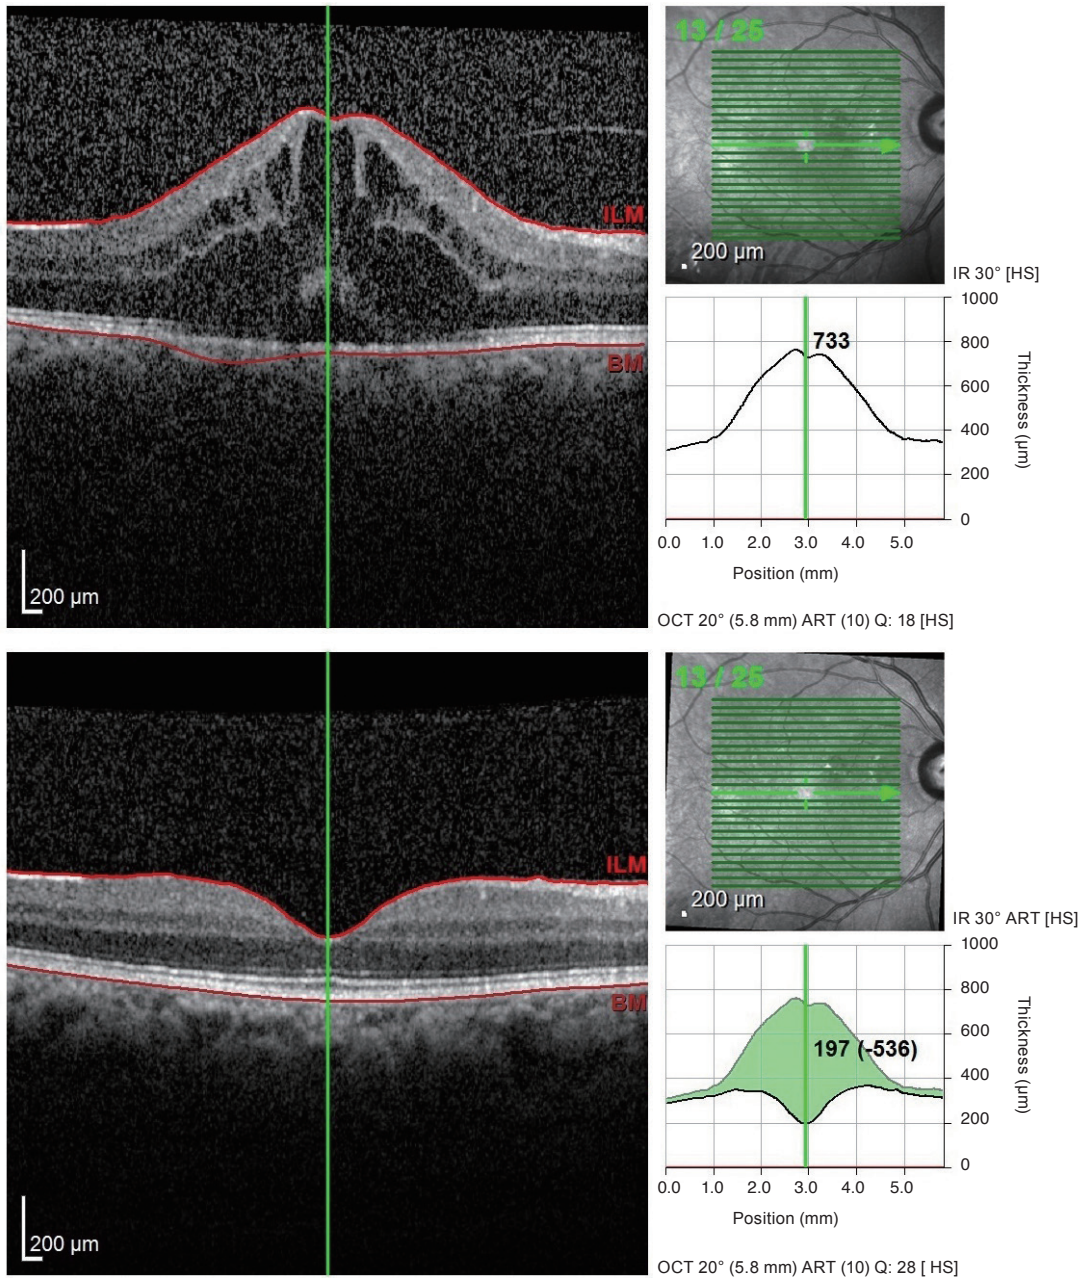 ILM
BM
200 µm
13 / 25
200 µm
IR 30° [HS]
733
1000
800
600
400
200
0
Thickness (µm)
0.0 1.0 2.0 3.0 4.0 5.0
Position (mm)
OCT 20° (5.8 mm) ART (10) Q: 18 [HS]
ILM
BM
200 µm
13 / 25
200 µm
IR 30° ART [HS]
197 (-536)
1000
800
600
400
200
0
Thickness (µm)
0.0 1.0 2.0 3.0 4.0 5.0
Position (mm)
OCT 20° (5.8 mm) ART (10) Q: 28 [ HS]